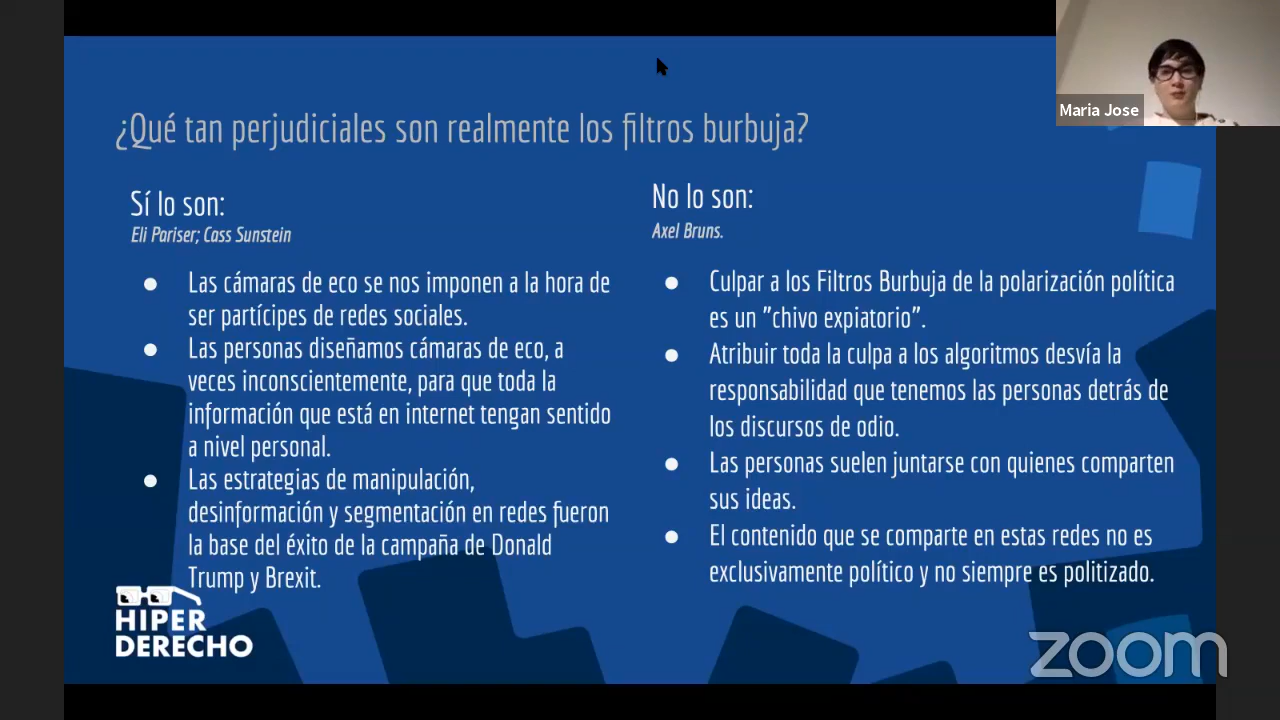 Maria Jose
¿Qué tan perjudiciales son realmente los filtros burbuja?
Sí lo son:
Eli Pariser; Cass Sunstein
● Las cámaras de eco se nos imponen a la hora de
ser partícipes de redes sociales.
● Las personas diseñamos cámaras de eco, a
veces inconscientemente, para que toda la
información que está en internet tengan sentido
a nivel personal.
● Las estrategias de manipulación,
desinformación y segmentación en redes fueron
la base del éxito de la campaña de Donald
Trump y Brexit.
No lo son:
Axel Bruns.
● Culpar a los Filtros Burbuja de la polarización política
es un "chivo expiatorio".
● Atribuir toda la culpa a los algoritmos desvía la
responsabilidad que tenemos las personas detrás de
los discursos de odio.
● Las personas suelen juntarse con quienes comparten
sus ideas.
● El contenido que se comparte en estas redes no es
exclusivamente político y no siempre es politizado.
HIPER
DERECHO
zoom